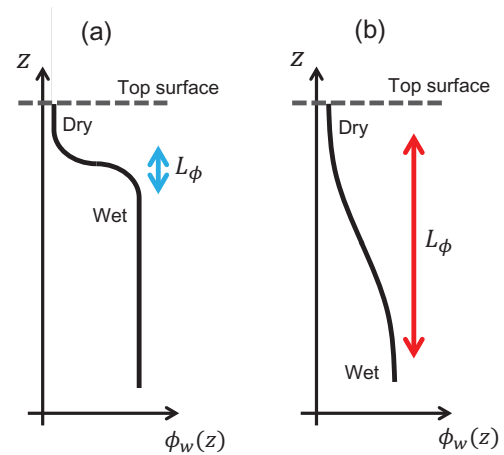 (a)
z
Top surface
Dry
L_ϕ
Wet
ϕ_w(z)
(b)
z
Top surface
Dry
L_ϕ
Wet
ϕ_w(z)